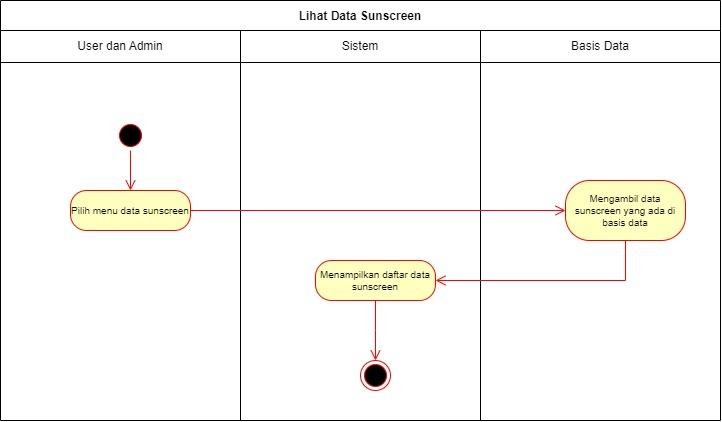 Lihat Data Sunscreen
User dan Admin
Sistem
Basis Data
Pilih menu data sunscreen
Mengambil data
sunscreen yang ada di
basis data
Menampilkan daftar data
sunscreen